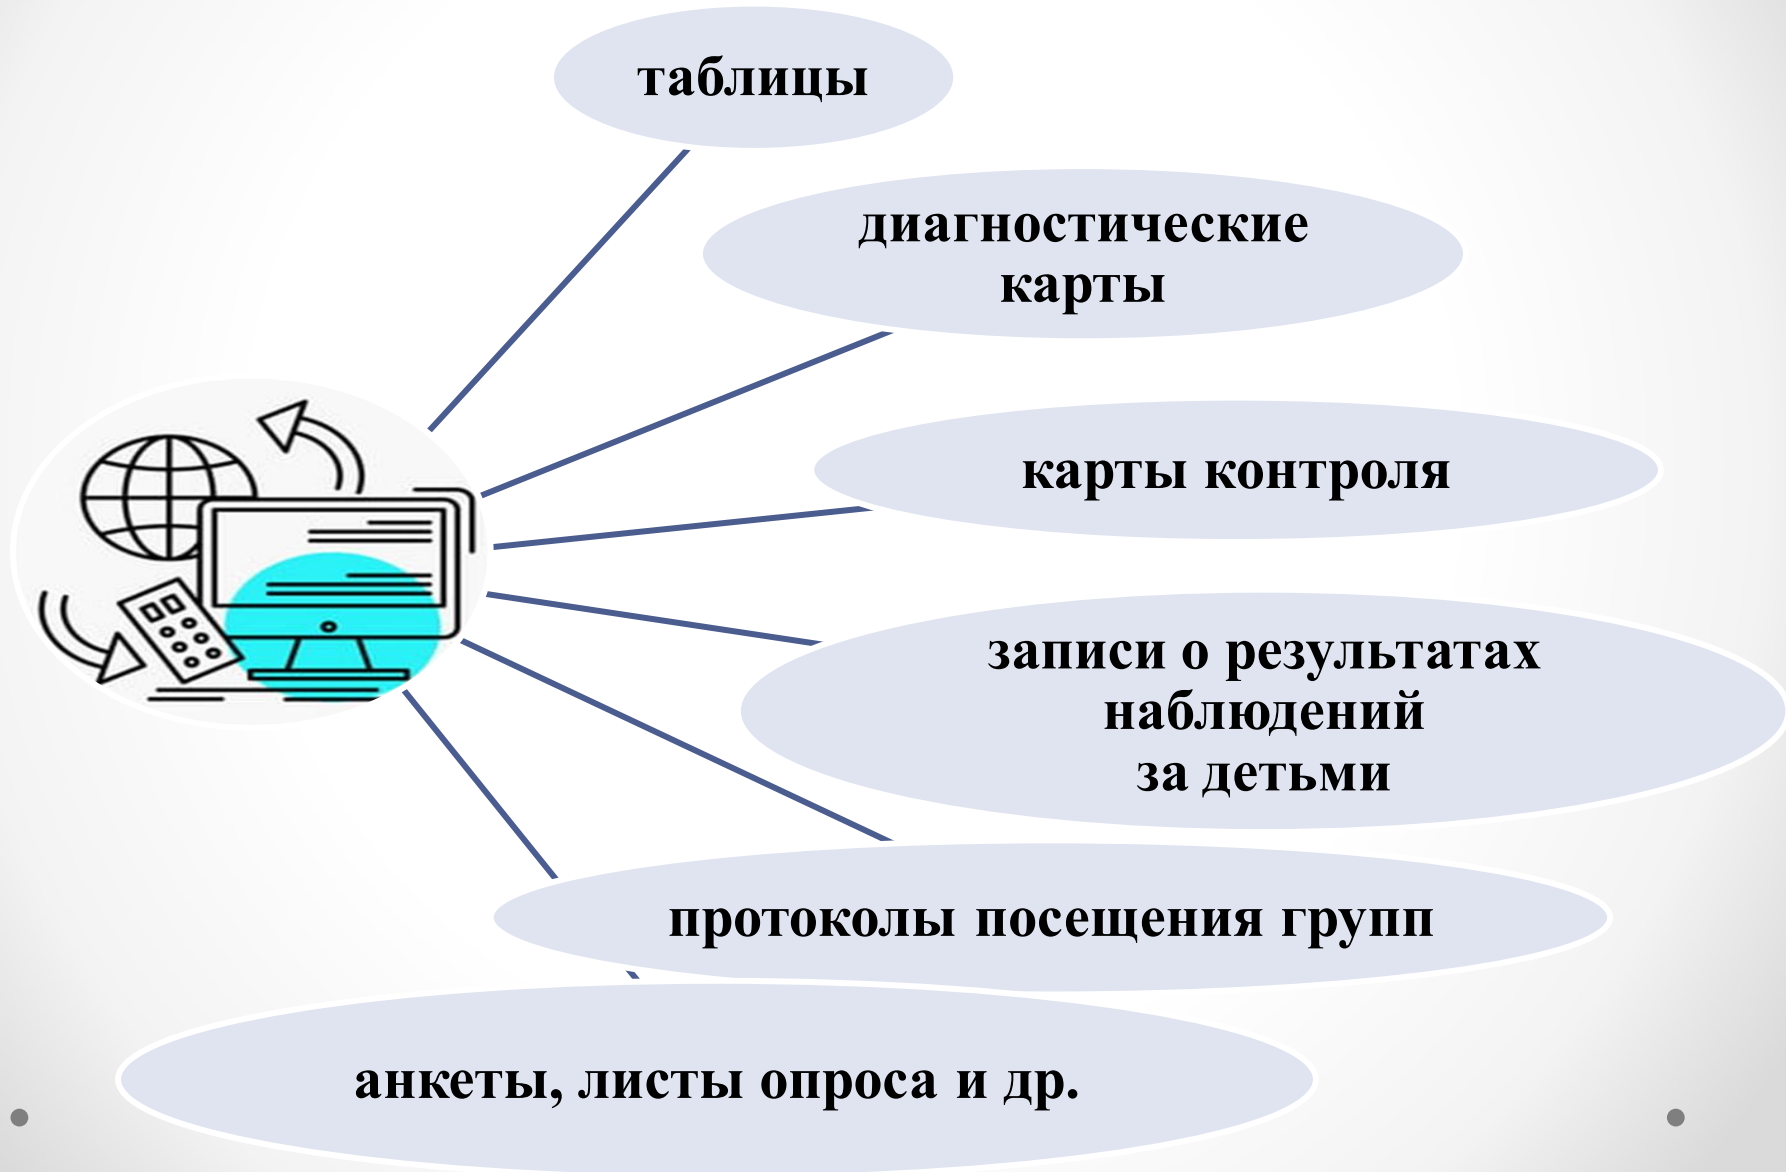 таблицы
диагностические
карты
карты контроля
записи о результатах
наблюдений
за детьми
протоколы посещения групп
анкеты, листы опроса и др.